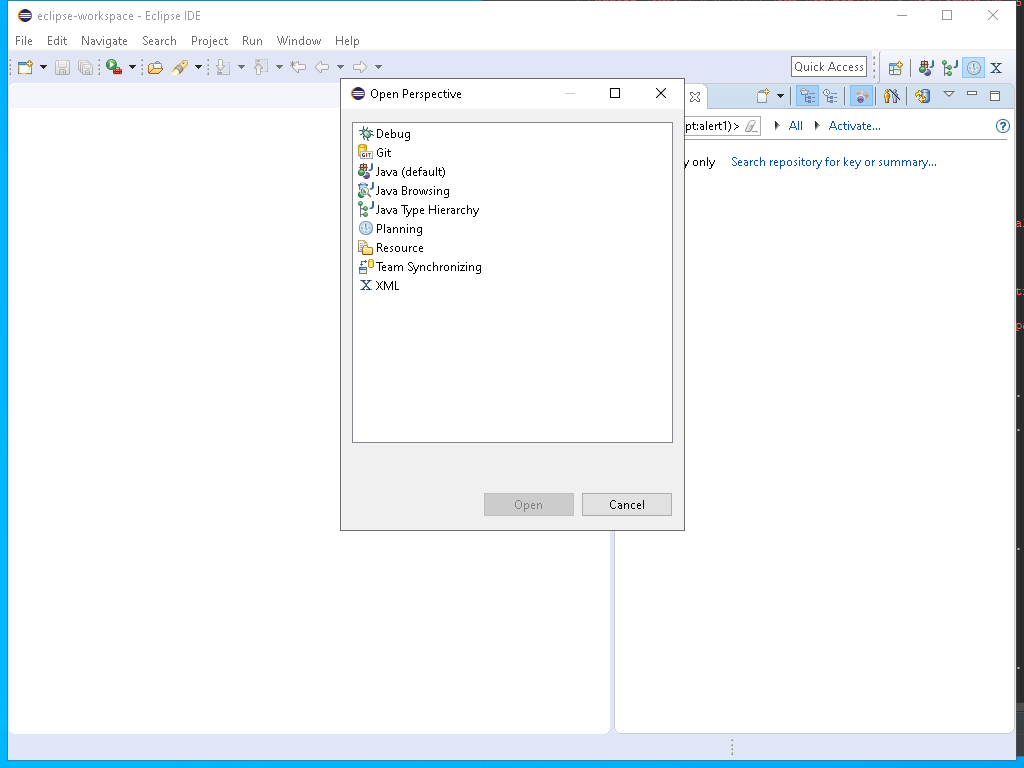 eclipse-workspace - Eclipse IDE
File Edit Navigate Search Project Run Window Help
Quick Access
Open Perspective
pt:alert1)> All Activate...
y only Search repository for key or summary...
Debug
GIT Git
Java (default)
Java Browsing
Java Type Hierarchy
Planning
Resource
Team Synchronizing
X XML
Open Cancel